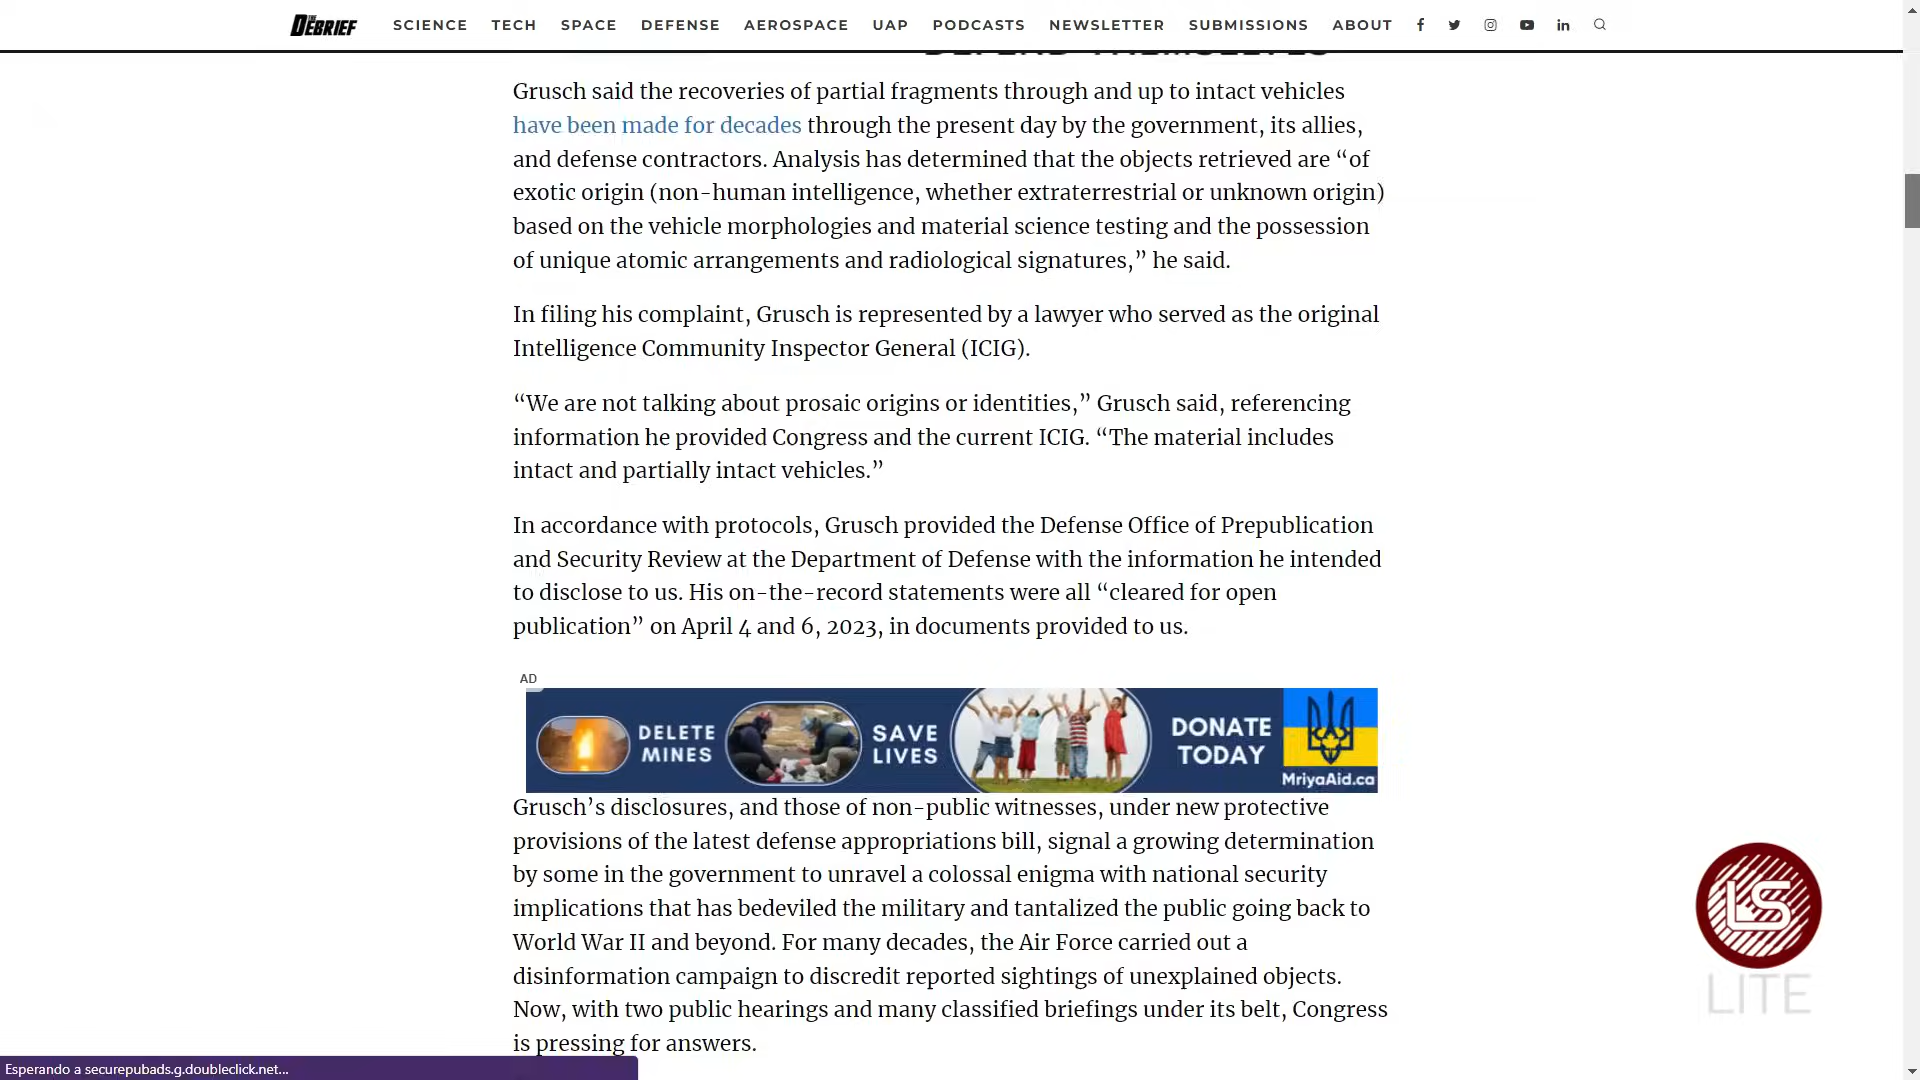 THE DEBRIEF SCIENCE TECH SPACE DEFENSE AEROSPACE UAP PODCASTS NEWSLETTER SUBMISSIONS ABOUT
DEFEND THEMSELVES
Grusch said the recoveries of partial fragments through and up to intact vehicles
have been made for decades through the present day by the government, its allies,
and defense contractors. Analysis has determined that the objects retrieved are “of
exotic origin (non-human intelligence, whether extraterrestrial or unknown origin)
based on the vehicle morphologies and material science testing and the possession
of unique atomic arrangements and radiological signatures,” he said.
In filing his complaint, Grusch is represented by a lawyer who served as the original
Intelligence Community Inspector General (ICIG).
“We are not talking about prosaic origins or identities,” Grusch said, referencing
information he provided Congress and the current ICIG. “The material includes
intact and partially intact vehicles.”
In accordance with protocols, Grusch provided the Defense Office of Prepublication
and Security Review at the Department of Defense with the information he intended
to disclose to us. His on-the-record statements were all “cleared for open
publication” on April 4 and 6, 2023, in documents provided to us.
AD
DELETE
MINES
SAVE
LIVES
DONATE
TODAY
MriyaAid.ca
Grusch’s disclosures, and those of non-public witnesses, under new protective
provisions of the latest defense appropriations bill, signal a growing determination
by some in the government to unravel a colossal enigma with national security
implications that has bedeviled the military and tantalized the public going back to
World War II and beyond. For many decades, the Air Force carried out a
disinformation campaign to discredit reported sightings of unexplained objects.
Now, with two public hearings and many classified briefings under its belt, Congress
is pressing for answers.
LS
LITE
Esperando a securepubads.g.doubleclick.net...